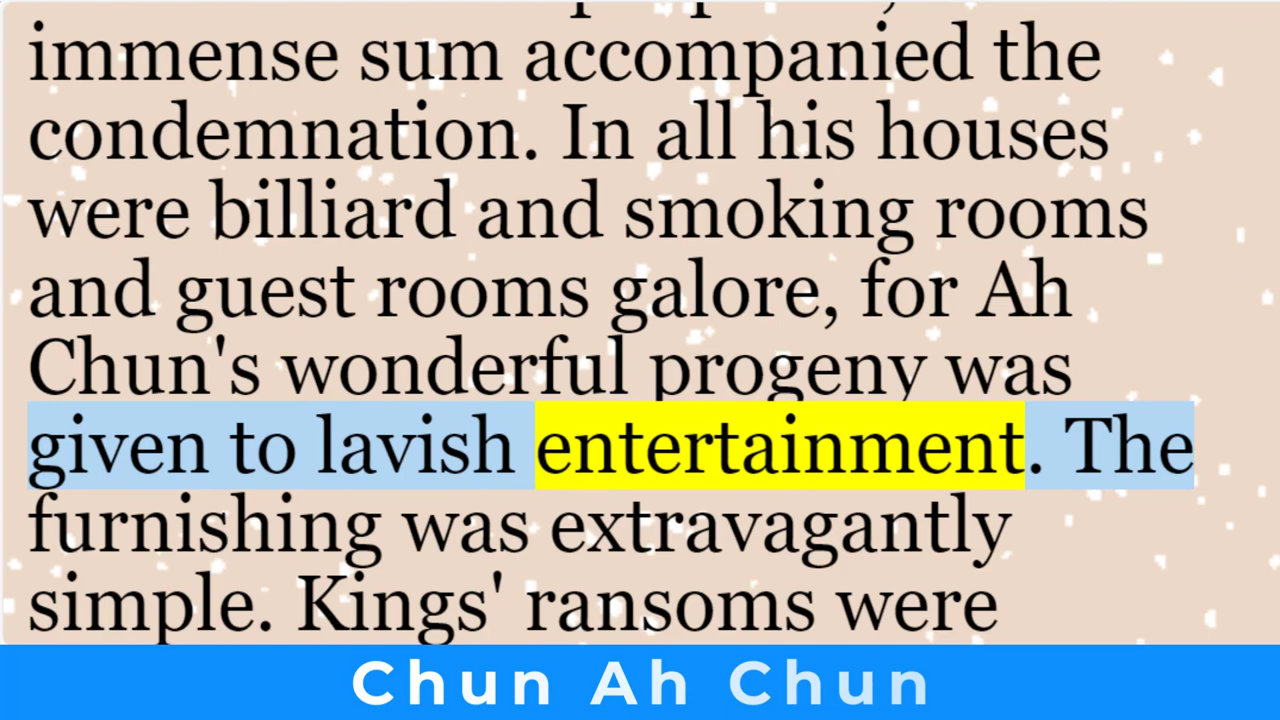 immense sum accompanied the
condemnation. In all his houses
were billiard and smoking rooms
and guest rooms galore, for Ah
Chun's wonderful progeny was
given to lavish entertainment. The
furnishing was extravagantly
simple. Kings' ransoms were
Chun Ah Chun